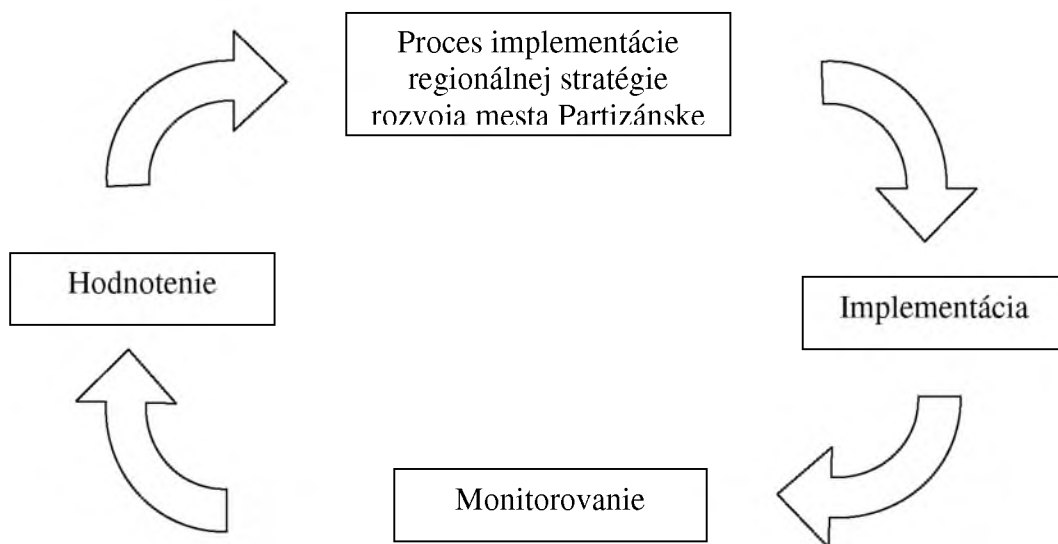 Proces implementácie
regionálnej stratégie
rozvoja mesta Partizánske
Hodnotenie
Implementácia
Monitorovanie